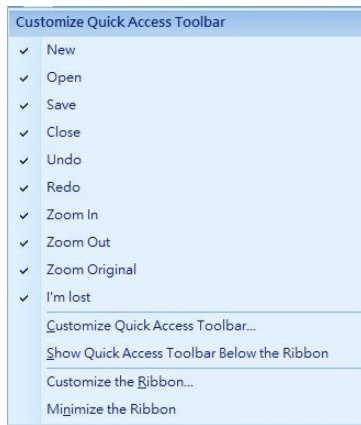 Customize Quick Access Toolbar
New
Open
Save
Close
Undo
Redo
Zoom In
Zoom Out
Zoom Original
I'm lost
Customize Quick Access Toolbar...
Show Quick Access Toolbar Below the Ribbon
Customize the Ribbon...
Minimize the Ribbon